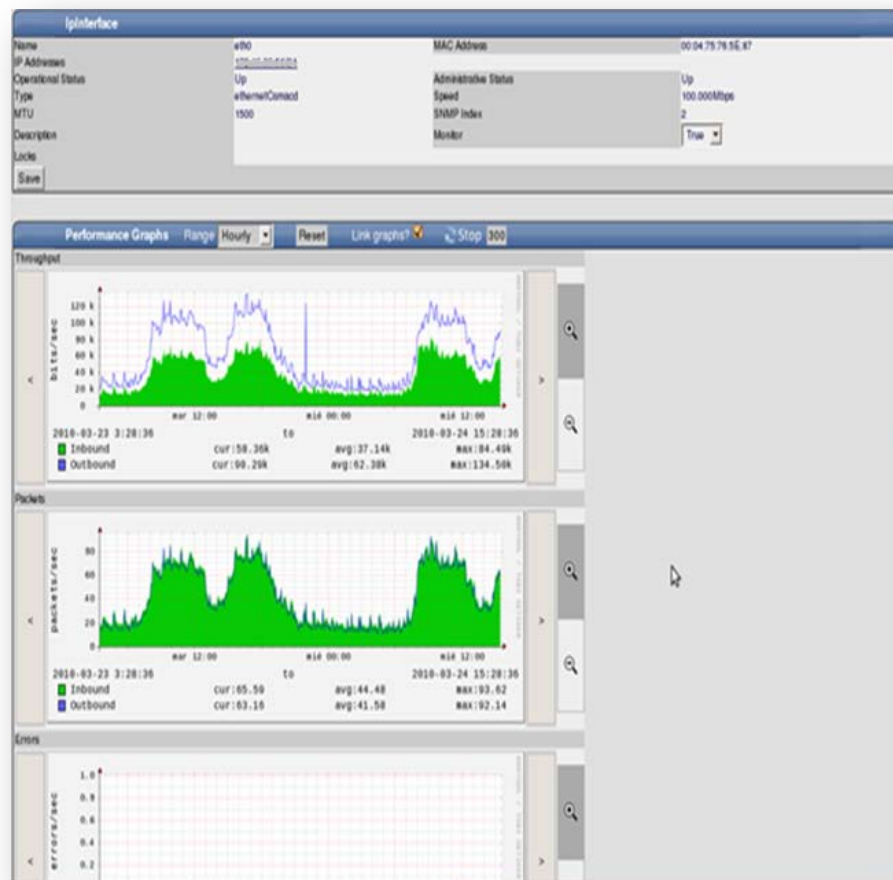 IpInterface
Name eth0 MAC Address 00:04:75:76:5E:87
IP Addresses
Operational Status Up Administrative Status Up
Type ethernetCsmacd Speed 100.000Mbps
MTU 1500 SNMP Index 2
Description Monitor True
Locks
Save
Performance Graphs Range Hourly Reset Link graphs? Stop 300
Throughput
120 k
100 k
80 k
60 k
40 k
20 k
0
bits/sec
mar 12:00 mié 00:00 mié 12:00
2010-03-23 3:28:36 to 2010-03-24 15:28:36
Inbound cur:58.36k avg:37.14k max:84.49k
Outbound cur:90.29k avg:62.38k max:134.50k
Packets
80
60
40
20
0
packets/sec
mar 12:00 mié 00:00 mié 12:00
2010-03-23 3:28:36 to 2010-03-24 15:28:36
Inbound cur:65.59 avg:44.48 max:93.62
Outbound cur:63.16 avg:41.58 max:92.14
Errors
1.0
0.8
0.6
0.4
0.2
errors/sec